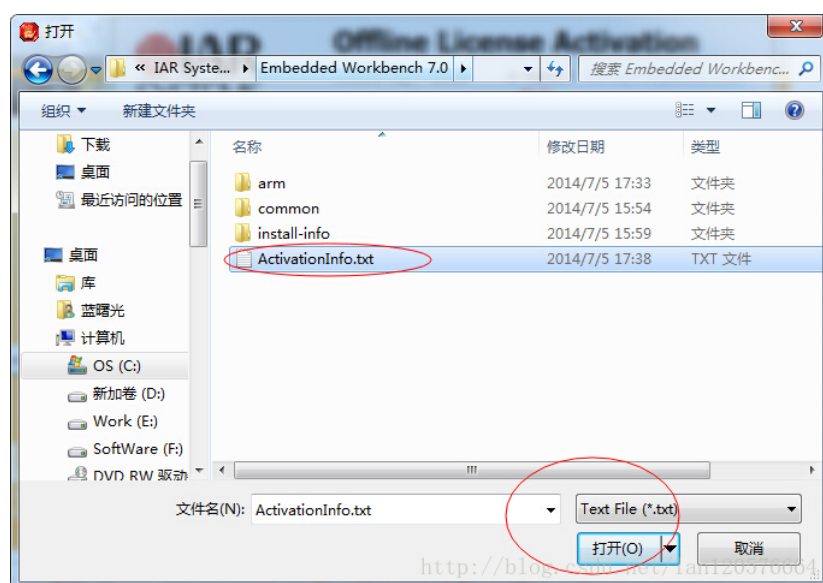 打开
Offline License Activation
« IAR Syste... ▸ Embedded Workbench 7.0 ▸
搜索 Embedded Workbenc...
组织 新建文件夹
下载
桌面
最近访问的位置
桌面
库
蓝曙光
计算机
OS (C:)
新加卷 (D:)
Work (E:)
SoftWare (F:)
DVD RW 驱动
名称 修改日期 类型
arm 2014/7/5 17:33 文件夹
common 2014/7/5 15:54 文件夹
install-info 2014/7/5 15:59 文件夹
ActivationInfo.txt 2014/7/5 17:38 TXT 文件
文件名(N): ActivationInfo.txt Text File (*.txt)
打开(O) 取消
http://blog.csdn.net/lan120576664